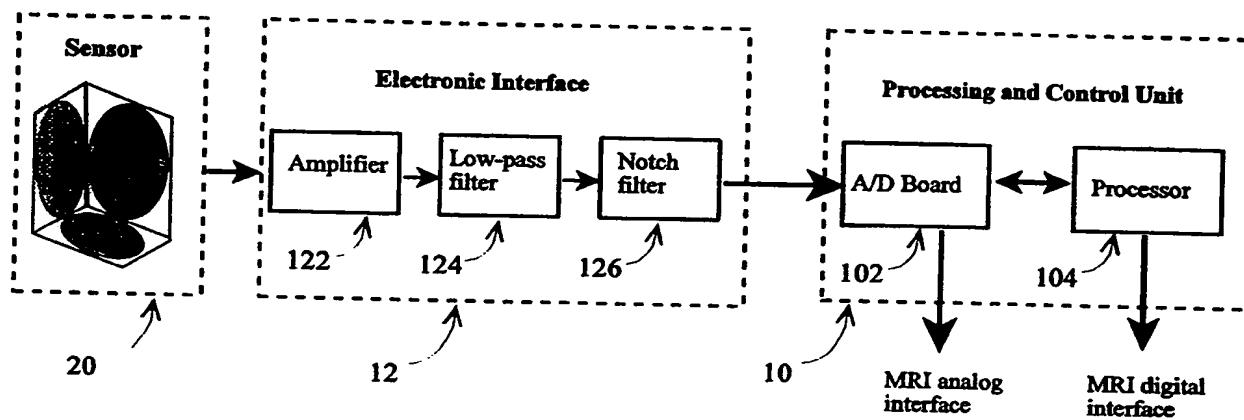 Sensor
Electronic Interface
Processing and Control Unit
Amplifier
Low-pass
filter
Notch
filter
A/D Board
Processor
122
124
126
102
104
20
12
10
MRI analog
interface
MRI digital
interface